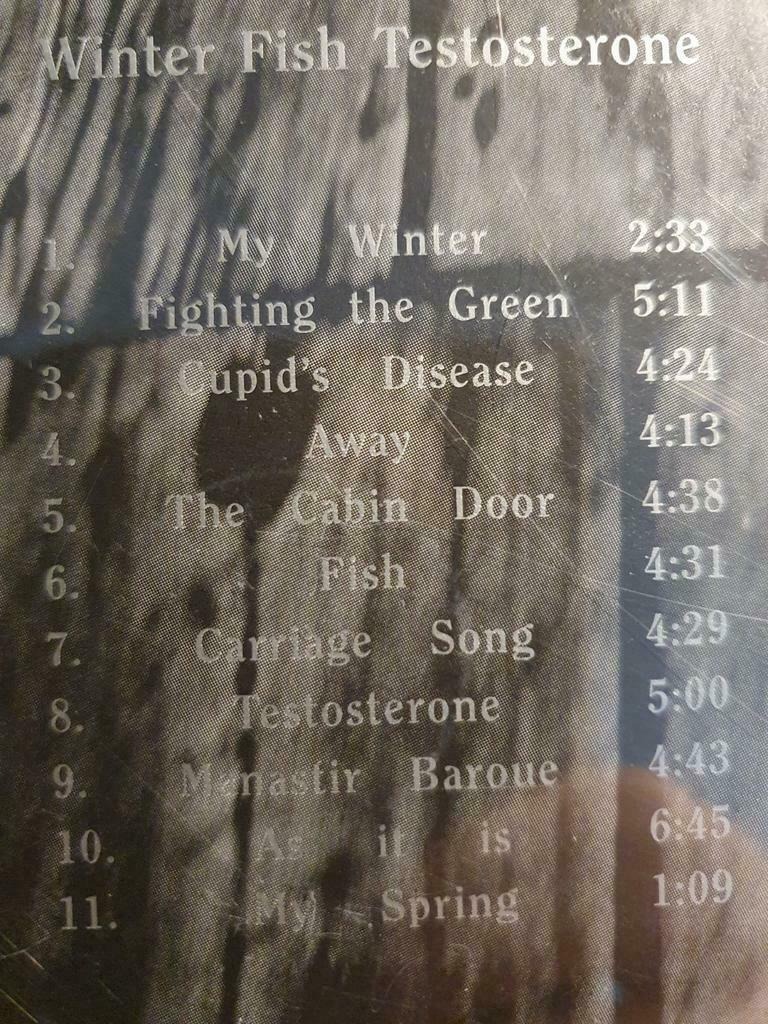 Winter Fish Testosterone
1. My Winter 2:33
2. Fighting the Green 5:11
3. Cupid's Disease 4:24
4. Away 4:13
5. The Cabin Door 4:38
6. Fish 4:31
7. Carriage Song 4:29
8. Testosterone 5:00
9. Manastir Baroue 4:43
10. As it is 6:45
11. My Spring 1:09